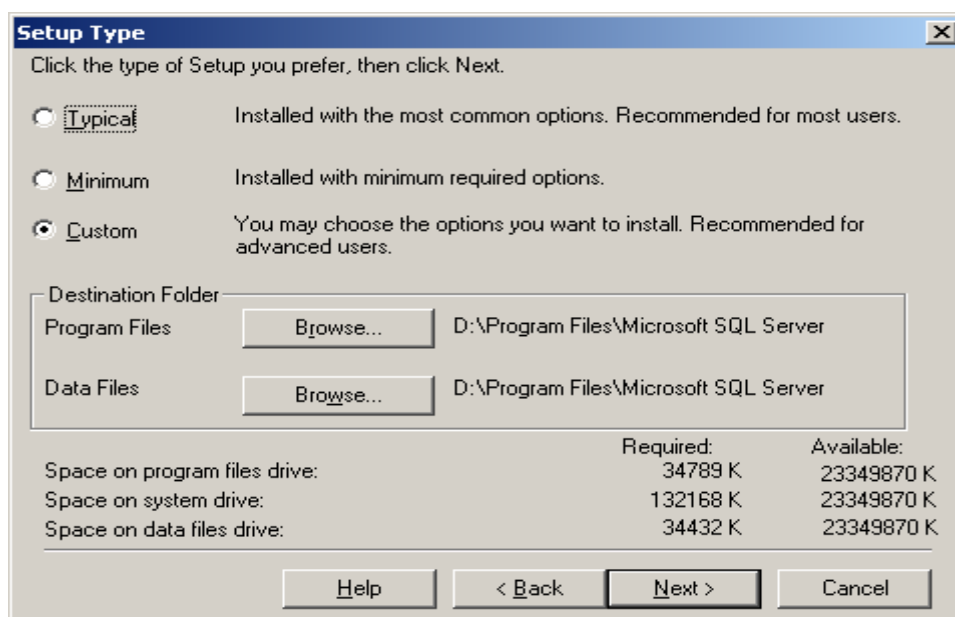 Setup Type
Click the type of Setup you prefer, then click Next.
Typical Installed with the most common options. Recommended for most users.
Minimum Installed with minimum required options.
Custom You may choose the options you want to install. Recommended for
advanced users.
Destination Folder
Program Files Browse... D:\Program Files\Microsoft SQL Server
Data Files Browse... D:\Program Files\Microsoft SQL Server
Required: Available:
Space on program files drive: 34789 K 23349870 K
Space on system drive: 132168 K 23349870 K
Space on data files drive: 34432 K 23349870 K
Help < Back Next > Cancel